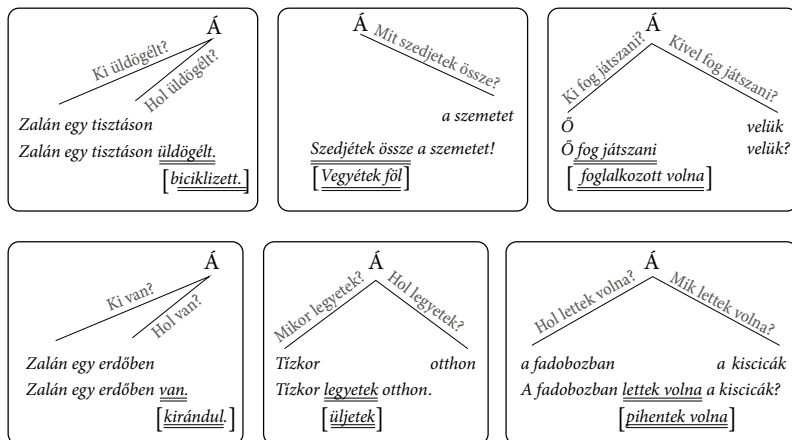 Á
Ki üldögélt?
Hol üldögélt?
Zalán egy tisztáson
Zalán egy tisztáson üldögélt.
[biciklizett.]
Á
Mit szedjetek össze?
a szemetet
Szedjétek össze a szemetet!
[Vegyétek föl]
Á
Ki fog játszani?
Kivel fog játszani?
Ő velük
Ő fog játszani velük?
[foglalkozott volna]
Á
Ki van?
Hol van?
Zalán egy erdőben
Zalán egy erdőben van.
[kirándul.]
Á
Mikor legyetek?
Hol legyetek?
Tízkor otthon
Tízkor legyetek otthon.
[üljetek]
Á
Hol lettek volna?
Mik lettek volna?
a fadobozban a kiscicák
A fadobozban lettek volna a kiscicák?
[pihentek volna]